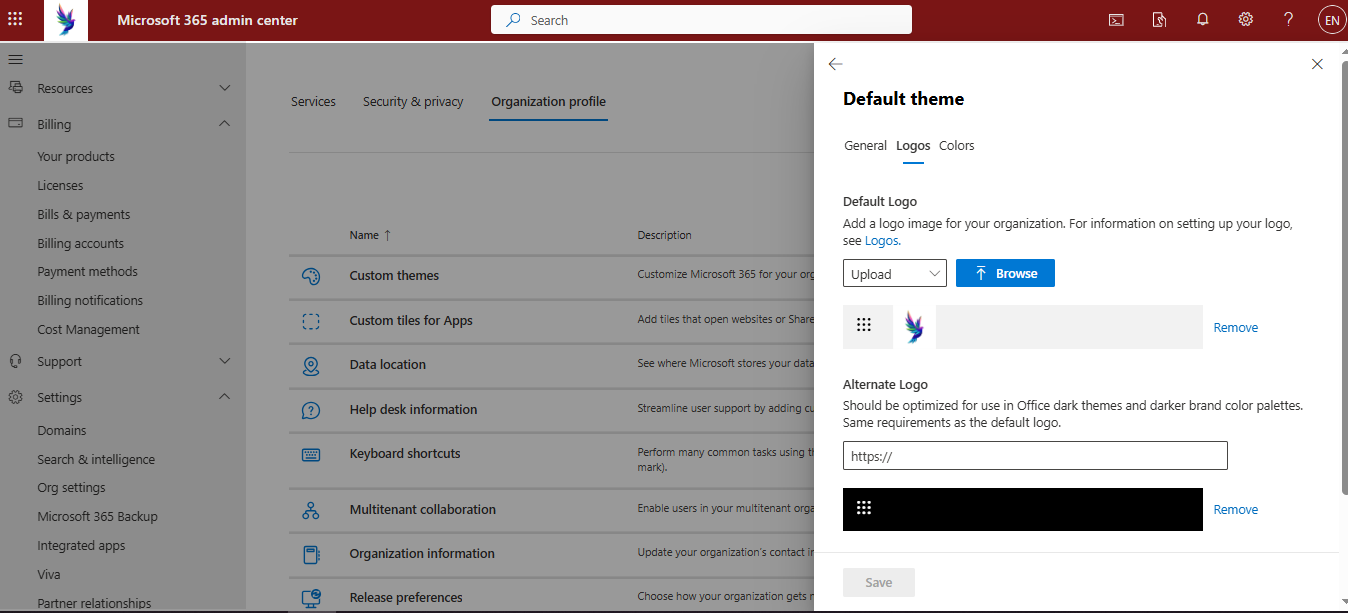 Microsoft 365 admin center
Search
EN
Resources
Billing
Your products
Licenses
Bills & payments
Billing accounts
Payment methods
Billing notifications
Cost Management
Support
Settings
Domains
Search & intelligence
Org settings
Microsoft 365 Backup
Integrated apps
Viva
Partner relationships
Services Security & privacy Organization profile
Name ↑ Description
Custom themes Customize Microsoft 365 for your org
Custom tiles for Apps Add tiles that open websites or Share
Data location See where Microsoft stores your data
Help desk information Streamline user support by adding cu
Keyboard shortcuts Perform many common tasks using th
mark).
Multitenant collaboration Enable users in your multitenant orga
Organization information Update your organization's contact in
Release preferences Choose how your organization gets n
Default theme
General Logos Colors
Default Logo
Add a logo image for your organization. For information on setting up your logo,
see Logos.
Upload Browse
Remove
Alternate Logo
Should be optimized for use in Office dark themes and darker brand color palettes.
Same requirements as the default logo.
https://
Remove
Save